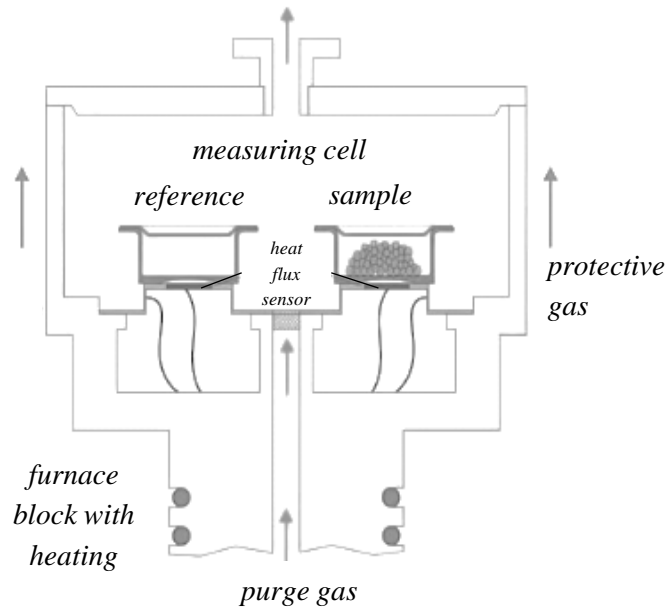 measuring cell
reference
sample
heat
flux
sensor
protective
gas
furnace
block with
heating
purge gas